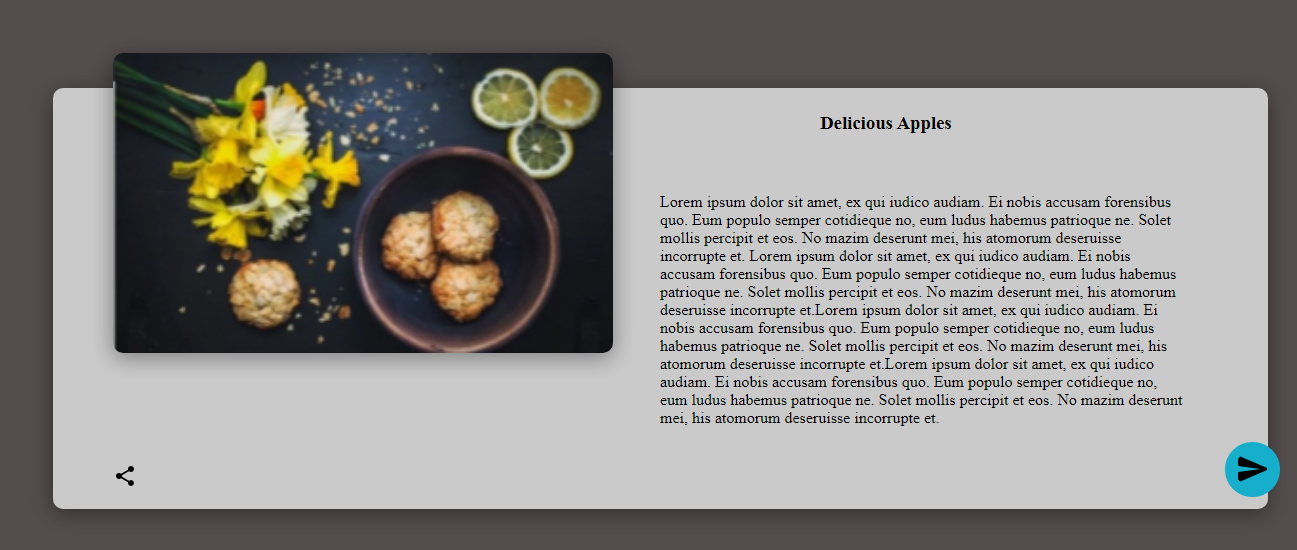 Delicious Apples
Lorem ipsum dolor sit amet, ex qui iudico audiam. Ei nobis accusam forensibus
quo. Eum populo semper cotidieque no, eum ludus habemus patrioque ne. Solet
mollis percipit et eos. No mazim deserunt mei, his atomorum deseruisse
incorrupte et. Lorem ipsum dolor sit amet, ex qui iudico audiam. Ei nobis
accusam forensibus quo. Eum populo semper cotidieque no, eum ludus habemus
patrioque ne. Solet mollis percipit et eos. No mazim deserunt mei, his atomorum
deseruisse incorrupte et.Lorem ipsum dolor sit amet, ex qui iudico audiam. Ei
nobis accusam forensibus quo. Eum populo semper cotidieque no, eum ludus
habemus patrioque ne. Solet mollis percipit et eos. No mazim deserunt mei, his
atomorum deseruisse incorrupte et.Lorem ipsum dolor sit amet, ex qui iudico
audiam. Ei nobis accusam forensibus quo. Eum populo semper cotidieque no,
eum ludus habemus patrioque ne. Solet mollis percipit et eos. No mazim deserunt
mei, his atomorum deseruisse incorrupte et.